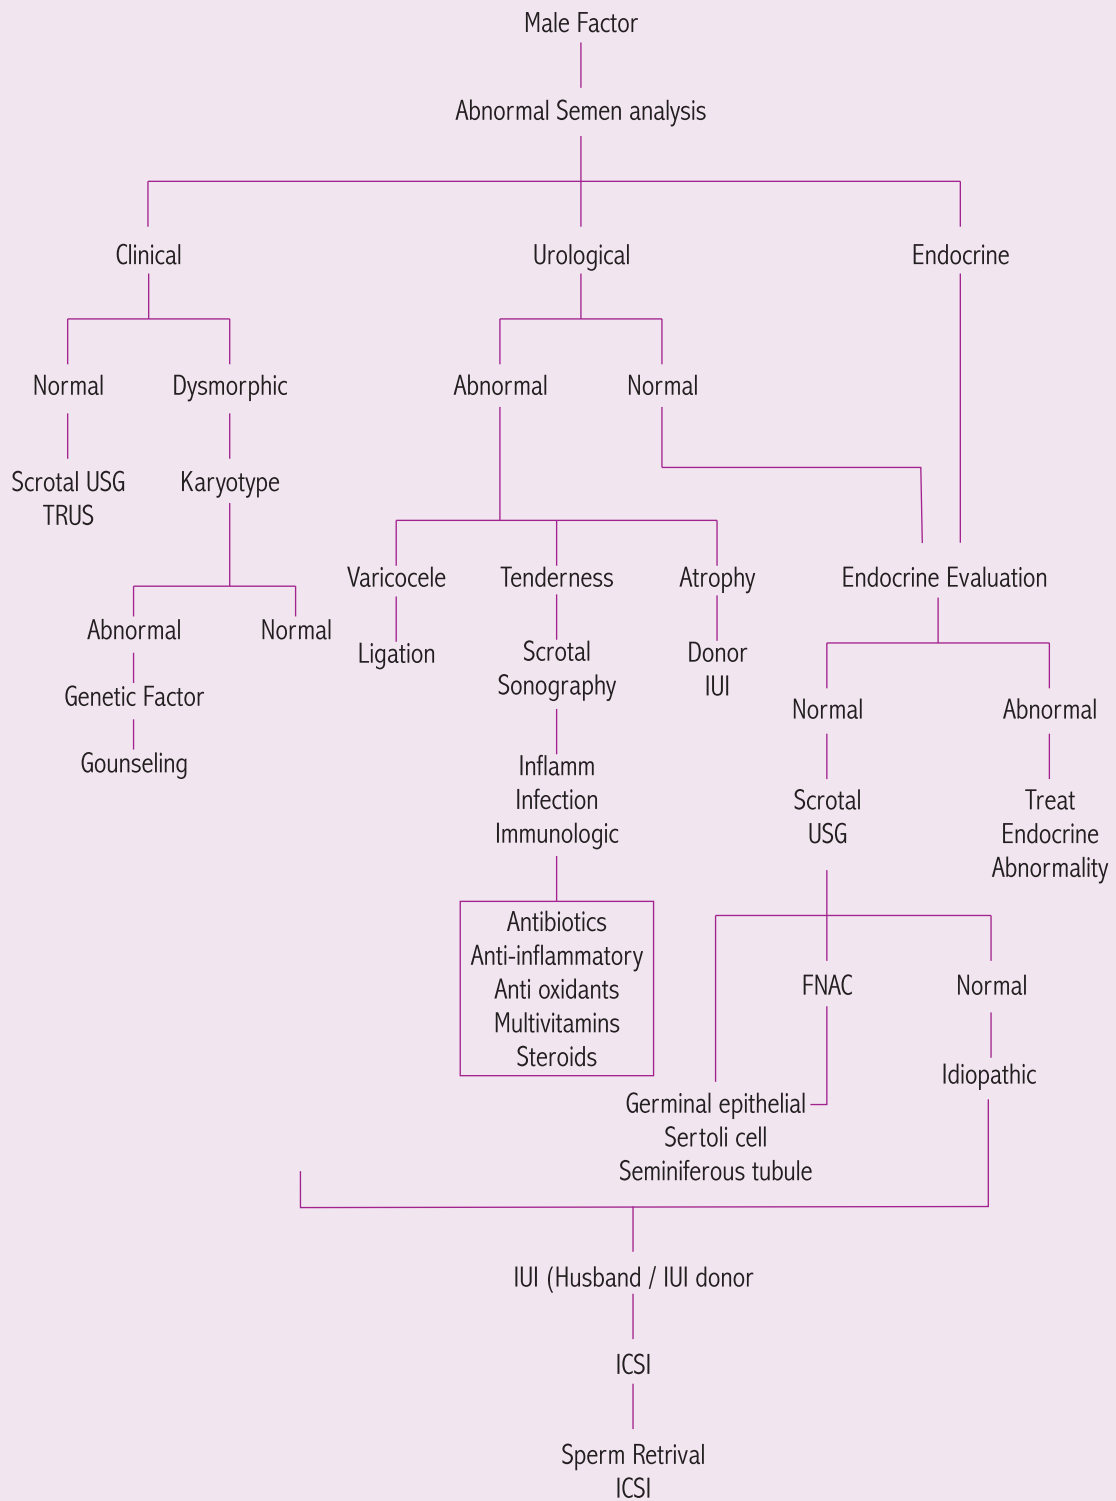 Male Factor
Abnormal Semen analysis
Clinical
Urological
Endocrine
Normal
Dysmorphic
Abnormal
Normal
Scrotal USG
TRUS
Karyotype
Varicocele
Tenderness
Atrophy
Endocrine Evaluation
Abnormal
Normal
Ligation
Scrotal
Sonography
Donor
IUI
Genetic Factor
Gounseling
Normal
Abnormal
Inflamm
Infection
Immunologic
Scrotal
USG
Treat
Endocrine
Abnormality
Antibiotics
Anti-inflammatory
Anti oxidants
Multivitamins
Steroids
FNAC
Normal
Idiopathic
Germinal epithelial
Sertoli cell
Seminiferous tubule
IUI (Husband / IUI donor
ICSI
Sperm Retrival
ICSI